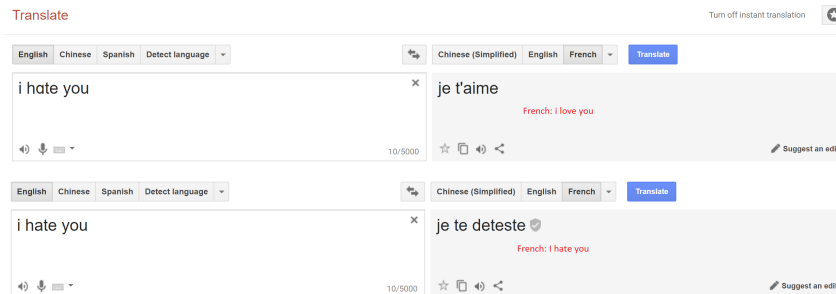 Translate
Turn off instant translation
English Chinese Spanish Detect language Chinese (Simplified) English French Translate
i hɑte you
je t'aime
French: i love you
10/5000
Suggest an edi
English Chinese Spanish Detect language Chinese (Simplified) English French Translate
i hate you
je te deteste
French: I hate you
10/5000
Suggest an edi